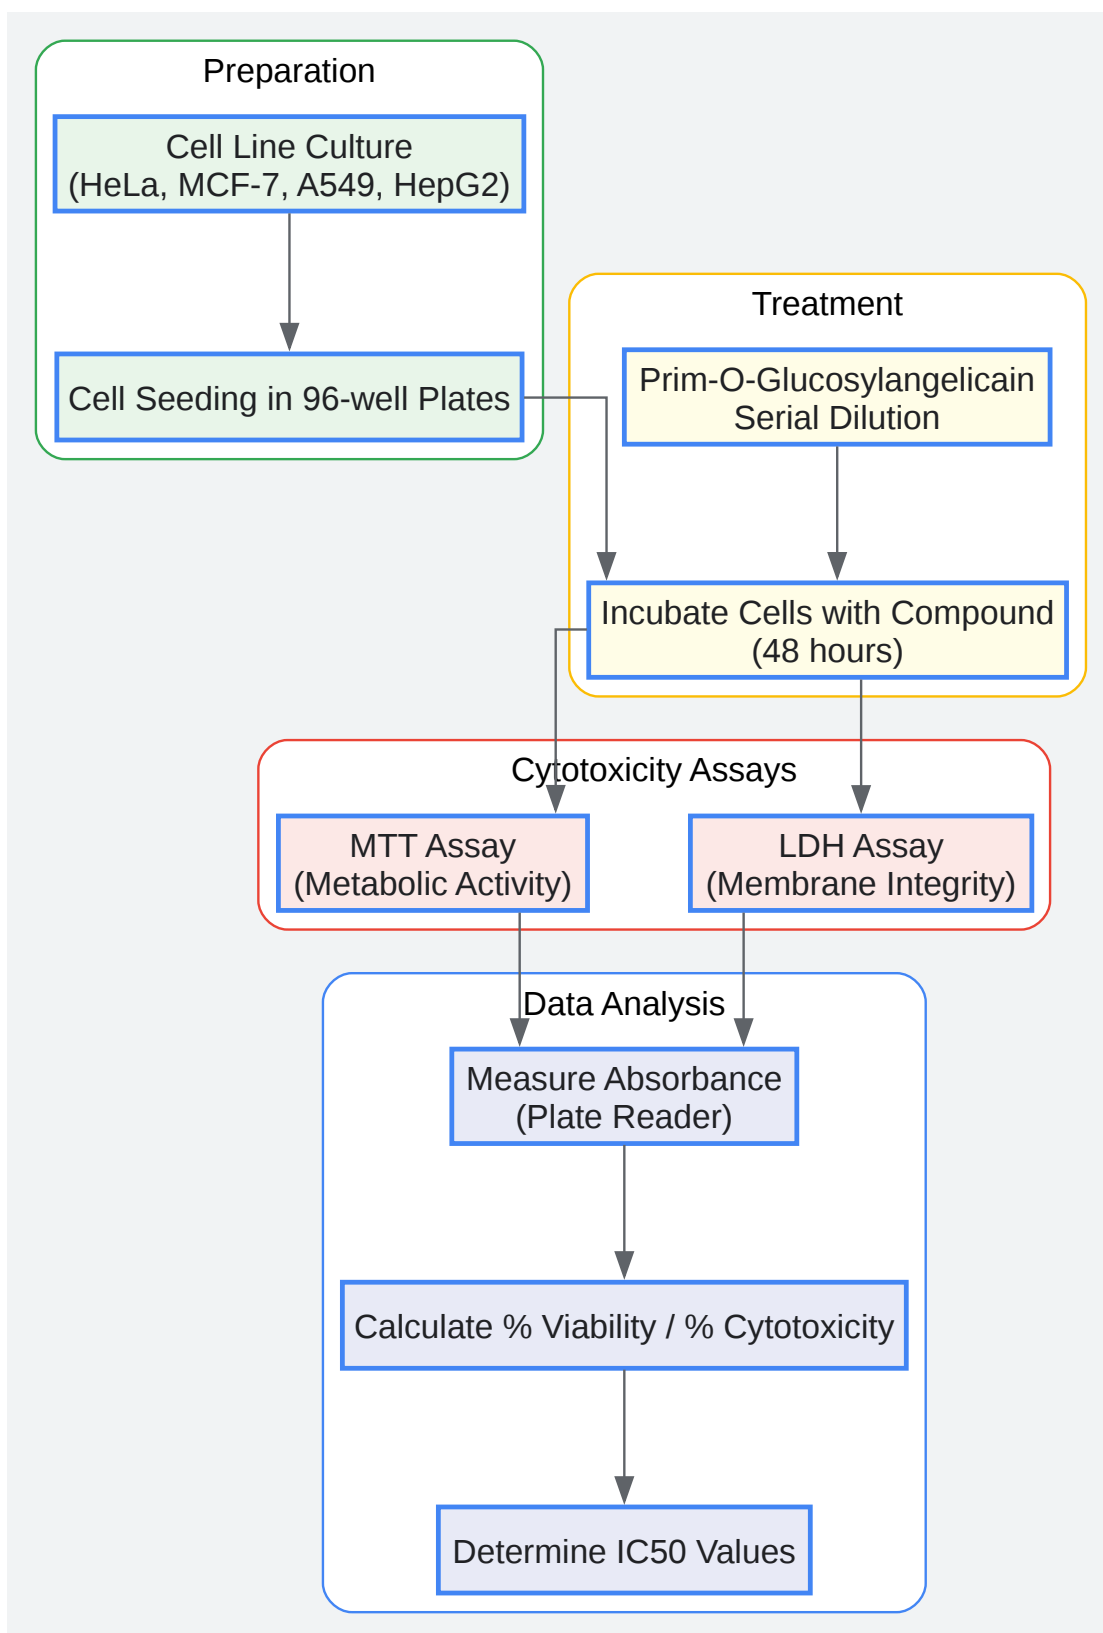 Preparation
Cell Line Culture
(HeLa, MCF-7, A549, HepG2)
Cell Seeding in 96-well Plates
Treatment
Prim-O-Glucosylangelicain
Serial Dilution
Incubate Cells with Compound
(48 hours)
Cytotoxicity Assays
MTT Assay
(Metabolic Activity)
LDH Assay
(Membrane Integrity)
Data Analysis
Measure Absorbance
(Plate Reader)
Calculate % Viability / % Cytotoxicity
Determine IC50 Values